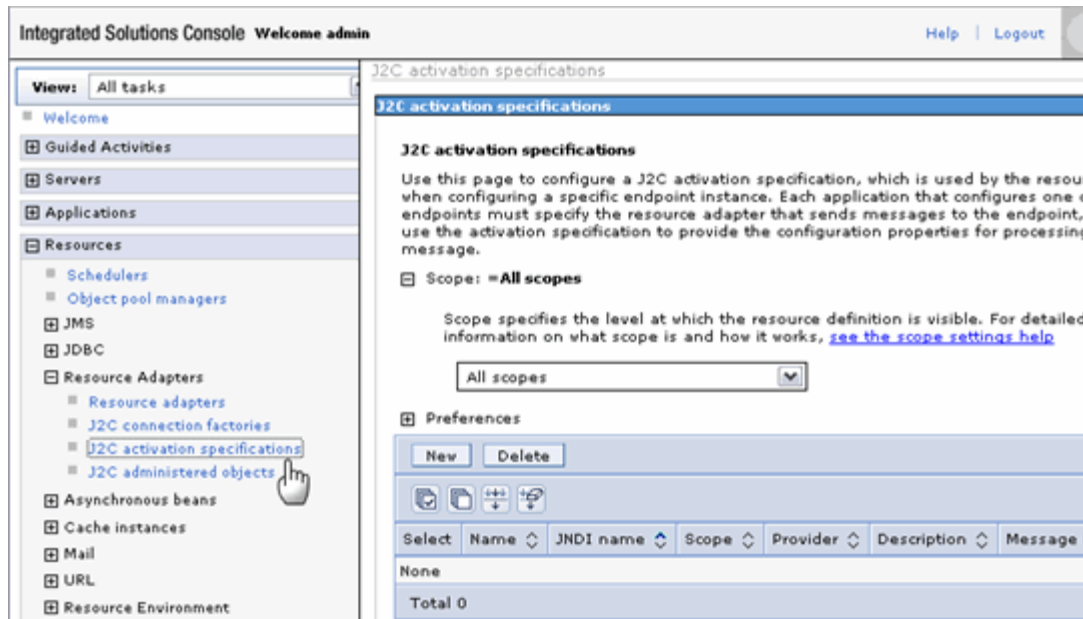 Integrated Solutions Console Welcome admin
Help | Logout
View: All tasks
Welcome
Guided Activities
Servers
Applications
Resources
Schedulers
Object pool managers
JMS
JDBC
Resource Adapters
Resource adapters
J2C connection factories
J2C activation specifications
J2C administered objects
Asynchronous beans
Cache instances
Mail
URL
Resource Environment
J2C activation specifications
J2C activation specifications
J2C activation specifications
Use this page to configure a J2C activation specification, which is used by the resou
when configuring a specific endpoint instance. Each application that configures one
endpoints must specify the resource adapter that sends messages to the endpoint,
use the activation specification to provide the configuration properties for processing
message.
Scope: =All scopes
Scope specifies the level at which the resource definition is visible. For detailed
information on what scope is and how it works, see the scope settings help
All scopes
Preferences
New Delete
Select Name JNDI name Scope Provider Description Message
None
Total 0